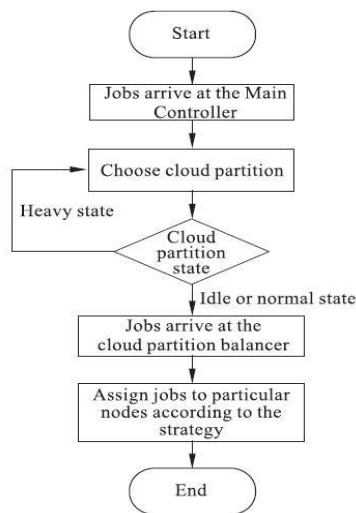 Start
Jobs arrive at the Main
Controller
Choose cloud partition
Heavy state
Cloud
partition
state
Idle or normal state
Jobs arrive at the
cloud partition balancer
Assign jobs to particular
nodes according to the
strategy
End